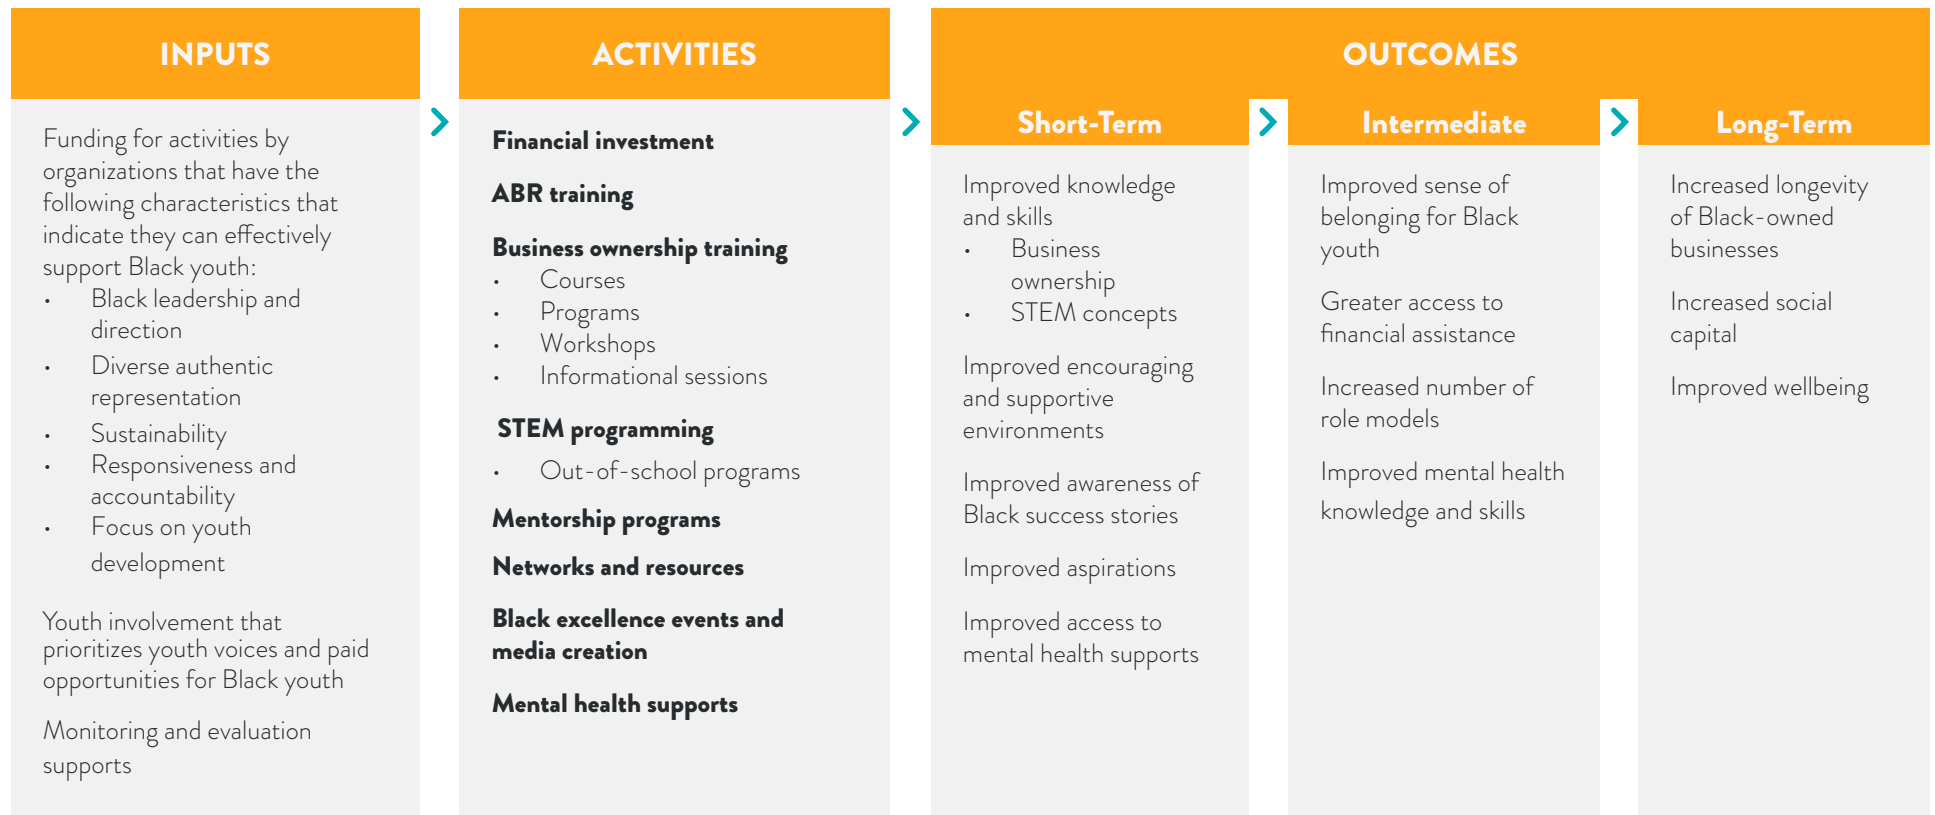 INPUTS
Funding for activities by
organizations that have the
following characteristics that
indicate they can effectively
support Black youth:
• Black leadership and
direction
• Diverse authentic
representation
• Sustainability
• Responsiveness and
accountability
• Focus on youth
development
Youth involvement that
prioritizes youth voices and paid
opportunities for Black youth
Monitoring and evaluation
supports
ACTIVITIES
Financial investment
ABR training
Business ownership training
• Courses
• Programs
• Workshops
• Informational sessions
STEM programming
• Out-of-school programs
Mentorship programs
Networks and resources
Black excellence events and
media creation
Mental health supports
OUTCOMES
Short-Term
Improved knowledge
and skills
• Business
ownership
• STEM concepts
Improved encouraging
and supportive
environments
Improved awareness of
Black success stories
Improved aspirations
Improved access to
mental health supports
Intermediate
Improved sense of
belonging for Black
youth
Greater access to
financial assistance
Increased number of
role models
Improved mental health
knowledge and skills
Long-Term
Increased longevity
of Black-owned
businesses
Increased social
capital
Improved wellbeing